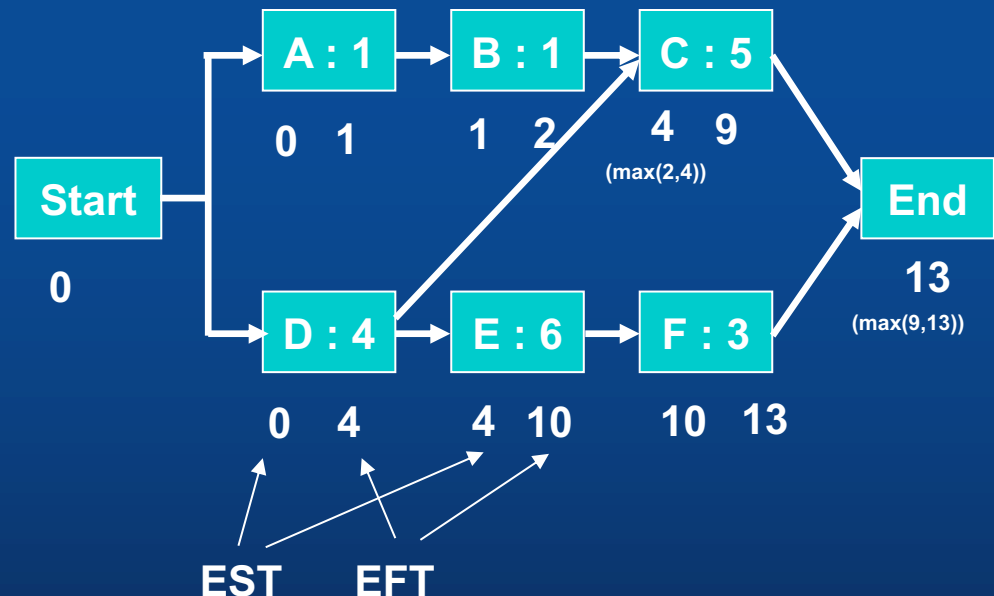 A : 1
B : 1
C : 5
0 1
1 2
4 9
(max(2,4))
Start
End
0
13
(max(9,13))
D : 4
E : 6
F : 3
0 4
4 10
10 13
EST
EFT